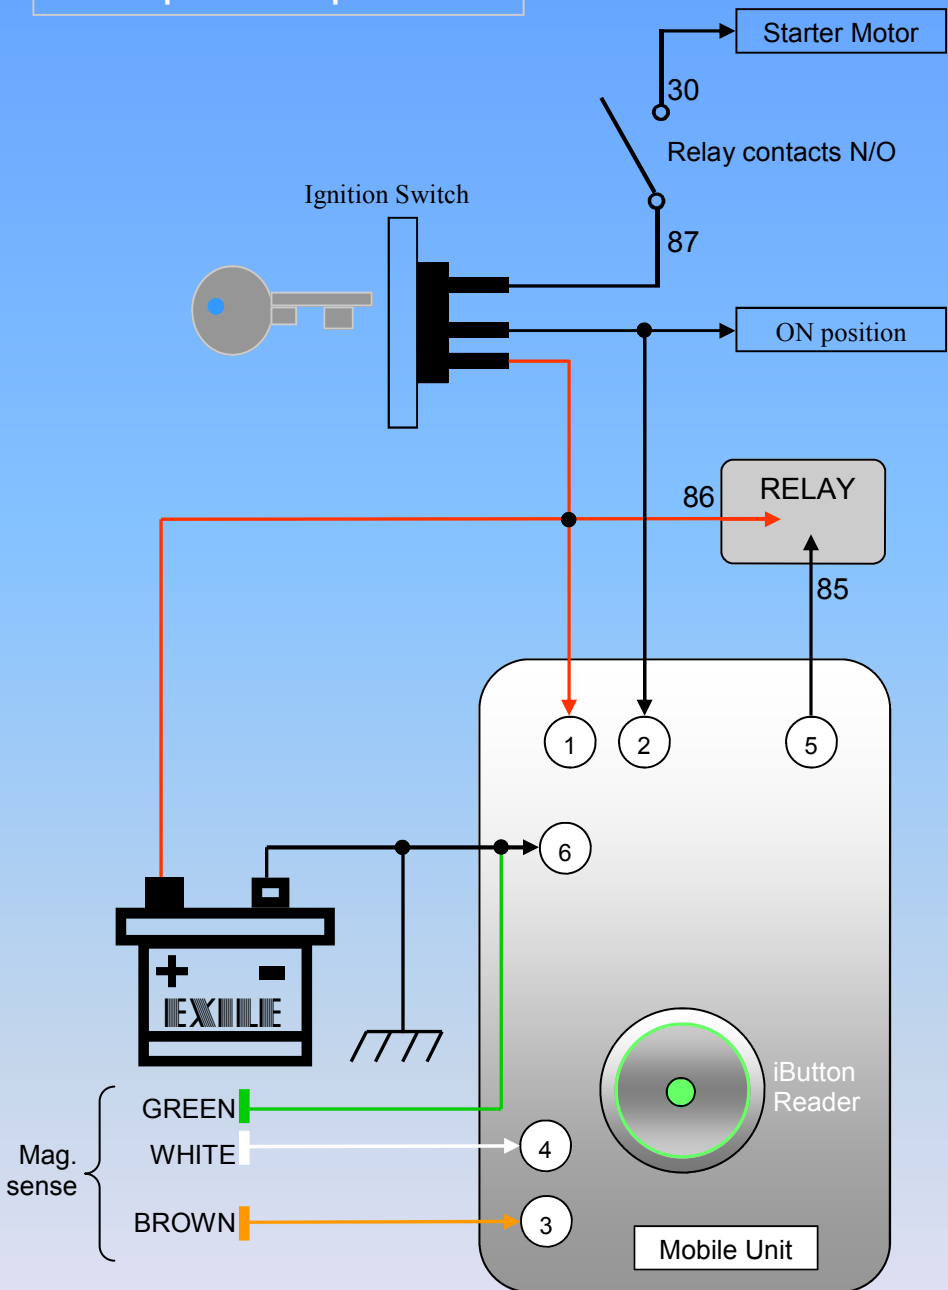 Starter Motor
30
Relay contacts N/O
Ignition Switch
87
ON position
RELAY
86
85
1
2
5
6
+ -
EXIILE
iButton
Reader
GREEN
WHITE
4
Mag.
sense
BROWN
3
Mobile Unit